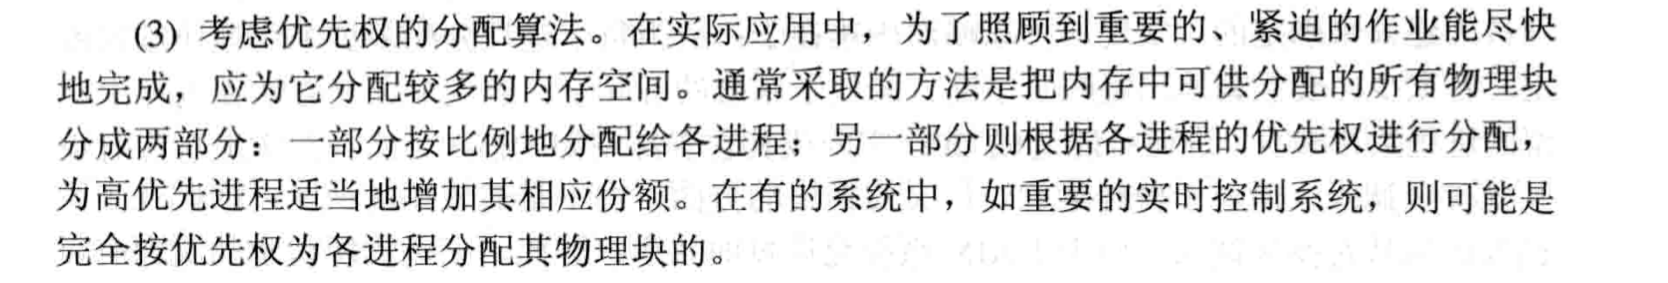 (3) 考虑优先权的分配算法。在实际应用中，为了照顾到重要的、紧迫的作业能尽快
地完成，应为它分配较多的内存空间。通常采取的方法是把内存中可供分配的所有物理块
分成两部分：一部分按比例地分配给各进程；另一部分则根据各进程的优先权进行分配，
为高优先进程适当地增加其相应份额。在有的系统中，如重要的实时控制系统，则可能是
完全按优先权为各进程分配其物理块的。